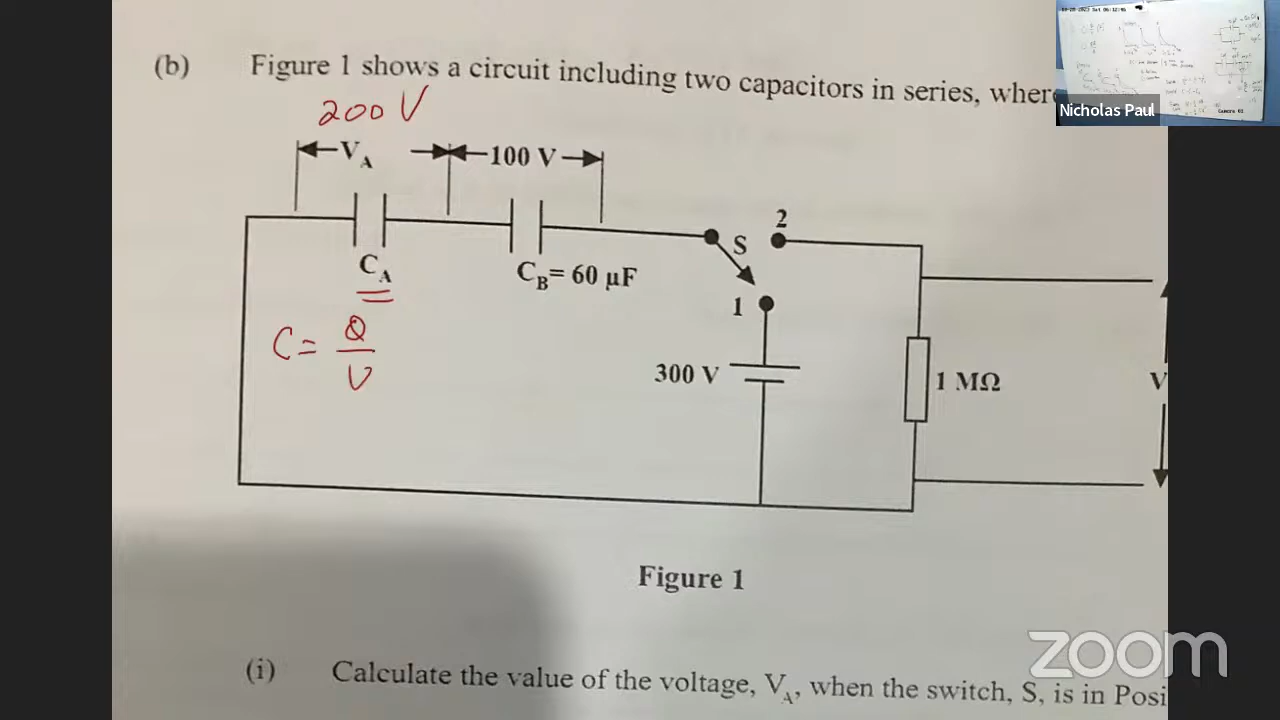 (b) Figure 1 shows a circuit including two capacitors in series, where
200 V
V_A 100 V
C_A C_B= 60 μF
S 2
1
C = Q/V
300 V
1 MΩ
V
Figure 1
(i) Calculate the value of the voltage, V_A, when the switch, S, is in Posi
Nicholas Paul
zoom